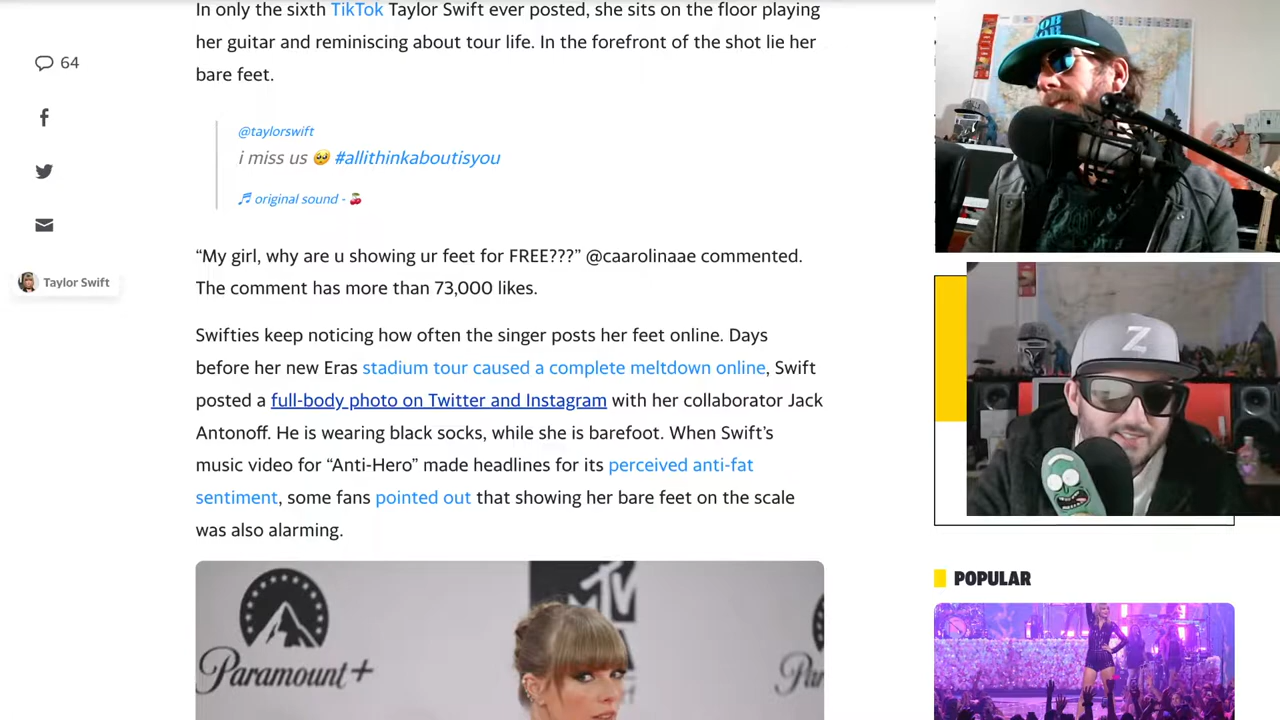 In only the sixth TikTok Taylor Swift ever posted, she sits on the floor playing
her guitar and reminiscing about tour life. In the forefront of the shot lie her
bare feet.
64
@taylorswift
i miss us 🥺 #allithinkaboutisyou
♬ original sound - 🍒
“My girl, why are u showing ur feet for FREE???” @caarolinaae commented.
The comment has more than 73,000 likes.
Taylor Swift
Swifties keep noticing how often the singer posts her feet online. Days
before her new Eras stadium tour caused a complete meltdown online, Swift
posted a full-body photo on Twitter and Instagram with her collaborator Jack
Antonoff. He is wearing black socks, while she is barefoot. When Swift’s
music video for “Anti-Hero” made headlines for its perceived anti-fat
sentiment, some fans pointed out that showing her bare feet on the scale
was also alarming.
Paramount+
MTV
Z
POPULAR